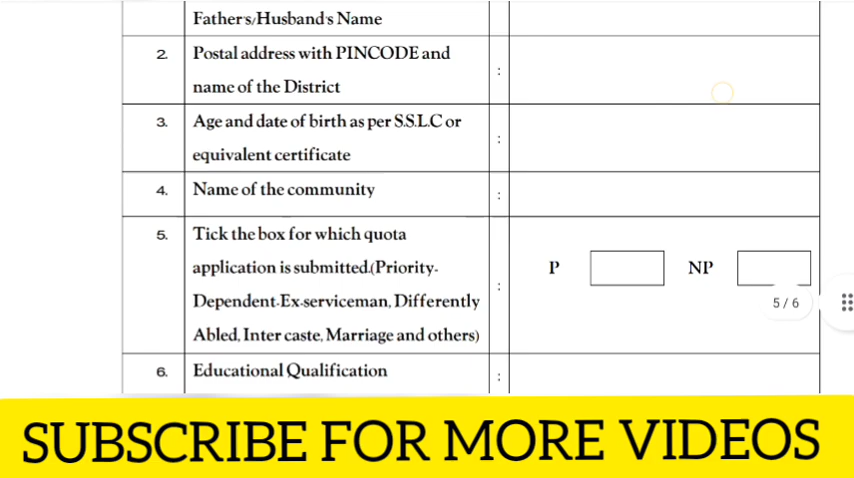 Father's/Husband's Name
2. Postal address with PINCODE and
name of the District
:
3. Age and date of birth as per S.S.L.C or
equivalent certificate
:
4. Name of the community
:
5. Tick the box for which quota
application is submitted.(Priority-
Dependent-Ex-serviceman, Differently
Abled, Inter caste, Marriage and others)
: P NP
5 / 6
6. Educational Qualification
:
SUBSCRIBE FOR MORE VIDEOS